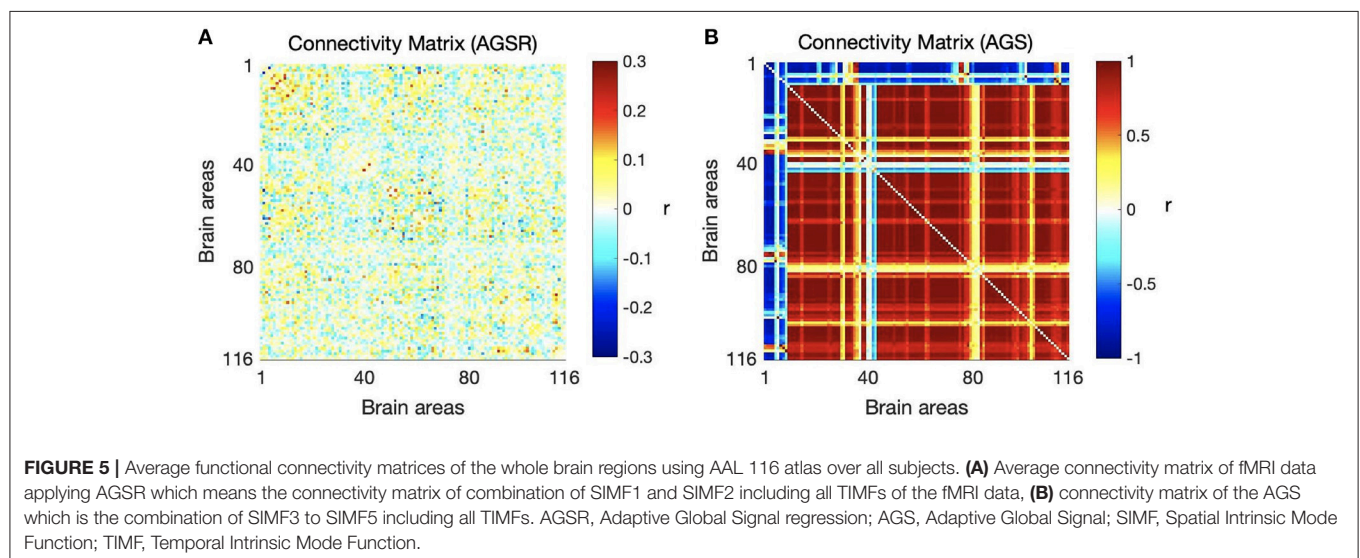 A
Connectivity Matrix (AGSR)
1
40
80
116
Brain areas
1
40
80
116
Brain areas
0.3
0.2
0.1
0
-0.1
-0.2
-0.3
r
B
Connectivity Matrix (AGS)
1
40
80
116
Brain areas
1
40
80
116
Brain areas
1
0.5
0
-0.5
-1
r
FIGURE 5 | Average functional connectivity matrices of the whole brain regions using AAL 116 atlas over all subjects. (A) Average connectivity matrix of fMRI data
applying AGSR which means the connectivity matrix of combination of SIMF1 and SIMF2 including all TIMFs of the fMRI data, (B) connectivity matrix of the AGS
which is the combination of SIMF3 to SIMF5 including all TIMFs. AGSR, Adaptive Global Signal regression; AGS, Adaptive Global Signal; SIMF, Spatial Intrinsic Mode
Function; TIMF, Temporal Intrinsic Mode Function.